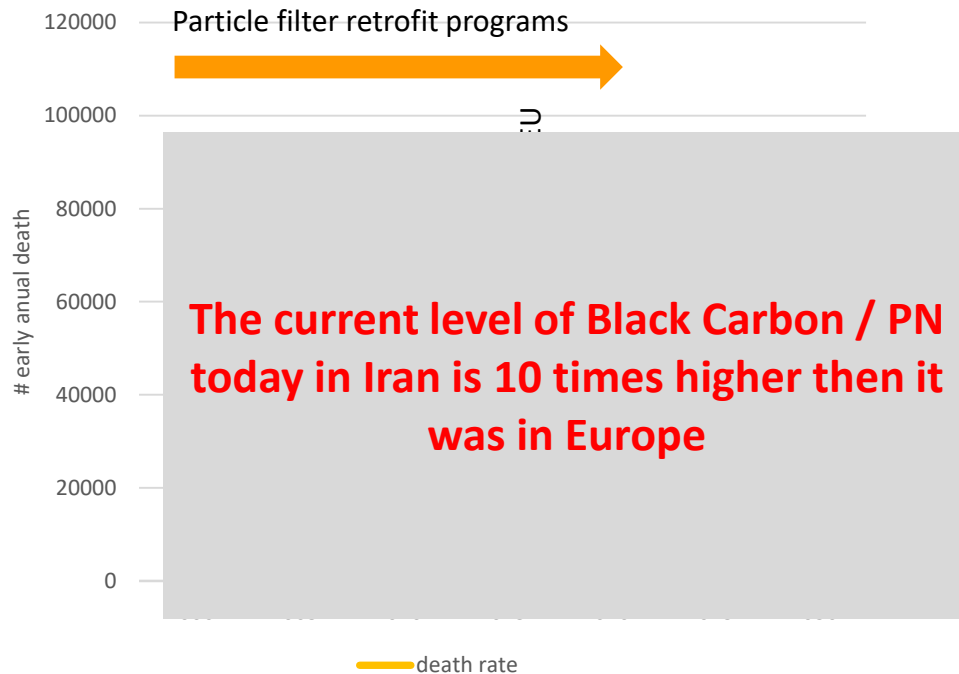 120000
Particle filter retrofit programs
100000
EU
80000
60000
40000
20000
0
# early anual death
The current level of Black Carbon / PN
today in Iran is 10 times higher then it
was in Europe
death rate